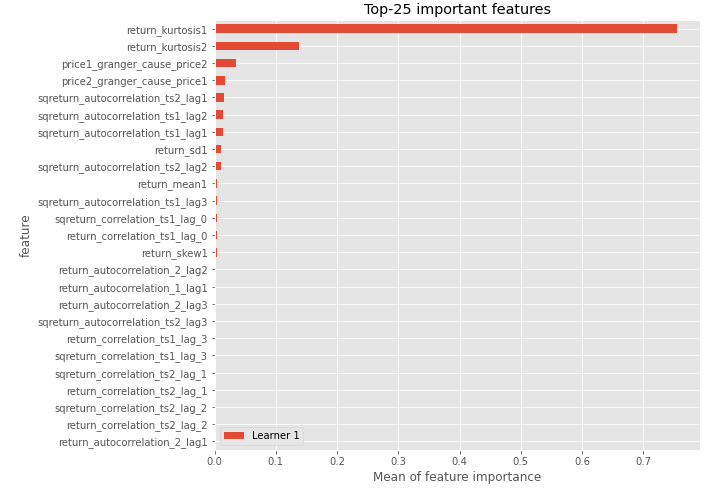 Top-25 important features
return_kurtosis1
return_kurtosis2
price1_granger_cause_price2
price2_granger_cause_price1
sqreturn_autocorrelation_ts2_lag1
sqreturn_autocorrelation_ts1_lag2
sqreturn_autocorrelation_ts1_lag1
return_sd1
sqreturn_autocorrelation_ts2_lag2
return_mean1
sqreturn_autocorrelation_ts1_lag3
sqreturn_correlation_ts1_lag_0
return_correlation_ts1_lag_0
return_skew1
return_autocorrelation_2_lag2
return_autocorrelation_1_lag1
return_autocorrelation_2_lag3
sqreturn_autocorrelation_ts2_lag3
return_correlation_ts1_lag_3
sqreturn_correlation_ts1_lag_3
sqreturn_correlation_ts2_lag_1
return_correlation_ts2_lag_1
sqreturn_correlation_ts2_lag_2
return_correlation_ts2_lag_2
return_autocorrelation_2_lag1
feature
Learner 1
0.0 0.1 0.2 0.3 0.4 0.5 0.6 0.7
Mean of feature importance